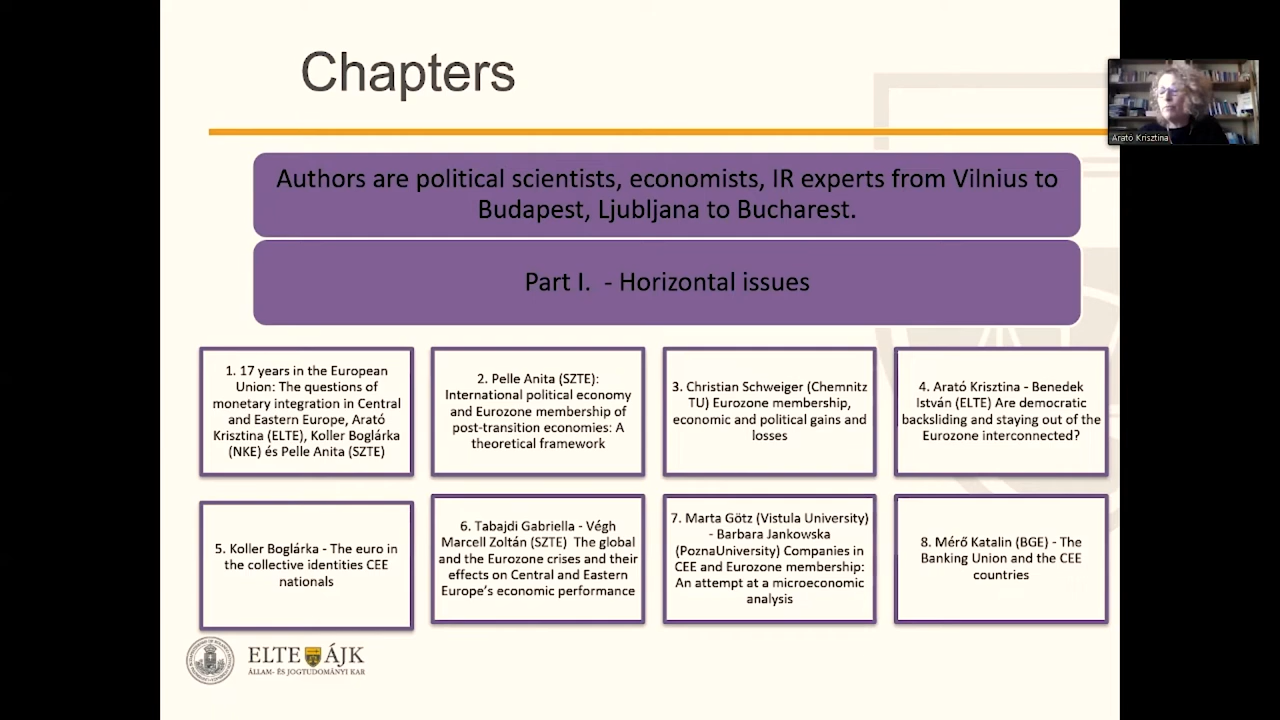 Chapters
Arató Krisztina
Authors are political scientists, economists, IR experts from Vilnius to
Budapest, Ljubljana to Bucharest.
Part I. - Horizontal issues
1. 17 years in the European
Union: The questions of
monetary integration in Central
and Eastern Europe, Arató
Krisztina (ELTE), Koller Boglárka
(NKE) és Pelle Anita (SZTE)
2. Pelle Anita (SZTE):
International political economy
and Eurozone membership of
post-transition economies: A
theoretical framework
3. Christian Schweiger (Chemnitz
TU) Eurozone membership,
economic and political gains and
losses
4. Arató Krisztina - Benedek
István (ELTE) Are democratic
backsliding and staying out of the
Eurozone interconnected?
5. Koller Boglárka - The euro in
the collective identities CEE
nationals
6. Tabajdi Gabriella - Végh
Marcell Zoltán (SZTE) The global
and the Eurozone crises and their
effects on Central and Eastern
Europe's economic performance
7. Marta Götz (Vistula University)
- Barbara Jankowska
(PoznaUniversity) Companies in
CEE and Eurozone membership:
An attempt at a microeconomic
analysis
8. Mérő Katalin (BGE) - The
Banking Union and the CEE
countries
ELTE ÁJK
ÁLLAM- ÉS JOGTUDOMÁNYI KAR